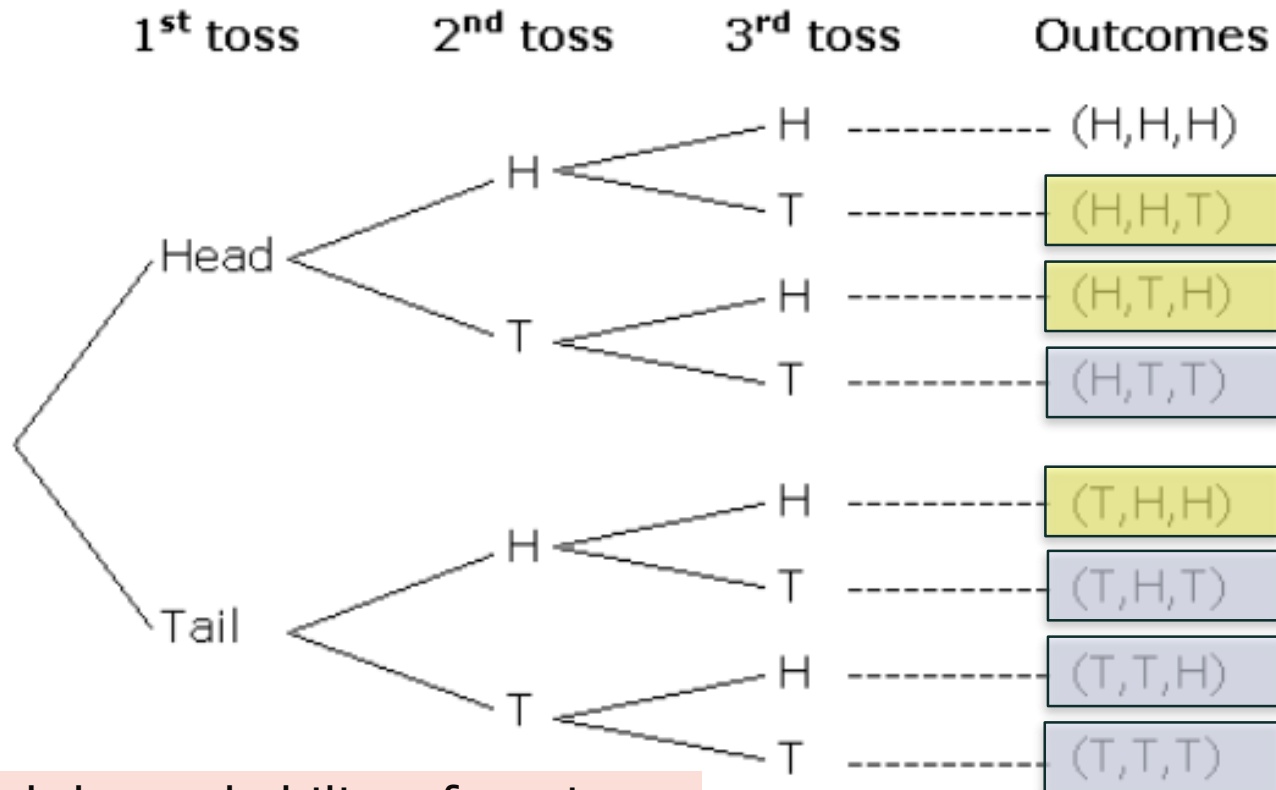 1st toss 2nd toss 3rd toss Outcomes
H (H,H,H)
H
T (H,H,T)
Head
H (H,T,H)
T
T (H,T,T)
H (T,H,H)
H
T (T,H,T)
Tail
H (T,T,H)
T
T (T,T,T)